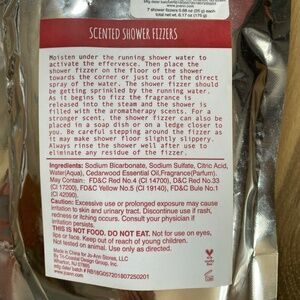 7 shower fizzers 0.88 oz (25 g) each
total net wt. 6.17 oz (175 g)
SCENTED SHOWER FIZZERS
Moisten under the running shower water to
activate the effervesce. Then place the
shower fizzer on the floor of the shower
towards the corner or just out of the direct
spray of the water. The shower fizzer should
be getting sprinkled by the running water.
As it begins to fizz the fragrance is
released into the steam and the shower is
filled with the aromatherapy scents. For a
stronger scent, the shower fizzer can also be
placed in a soap dish or on a ledge closer to
you. Be careful stepping around the fizzer as
it may make shower floor slightly slippery.
Always rinse the shower well after use to
eliminate any residue of the fizzer.
Ingredients: Sodium Bicarbonate, Sodium Sulfate, Citric Acid,
Water(Aqua), Cedarwood Essential Oil,Fragrance(Parfum).
May Contain: FD&C Red No.4 (CI 14700), D&C Red No.33
(CI 17200), FD&C Yellow No.5 (CI 19140), FD&C Bule No.1
(CI 42090).
Caution: Excessive use or prolonged exposure may cause
irritation to skin and urinary tract. Discontinue use if rash,
redness or itching occurs. Consult your physician if
irritation persists.
THIS IS NOT FOOD. DO NOT EAT. Not for use on eyes,
lips or face. Keep out of reach of young children.
Not tested on animal. Use only as directed.
Made in China for Jo-Ann Stores, LLC
By Tri-Coastal Design Group, Inc.
Wharton, NJ 07885
Mfg date/ batch # RB18G057201807250201
www.joann.com